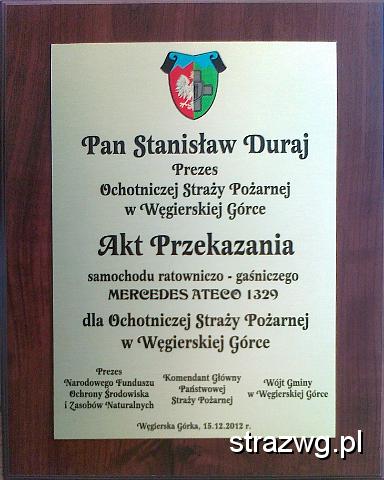 Pan Stanisław Duraj
Prezes
Ochotniczej Straży Pożarnej
w Węgierskiej Górce
Akt Przekazania
samochodu ratowniczo - gaśniczego
MERCEDES ATECO 1329
dla Ochotniczej Straży Pożarnej
w Węgierskiej Górce
Prezes
Narodowego Funduszu
Ochrony Środowiska
i Zasobów Naturalnych
Komendant Główny
Państwowej
Straży Pożarnej
Wójt Gminy
w Węgierskiej Górce
Węgierska Górka, 15.12.2012 r.
strazwg.pl